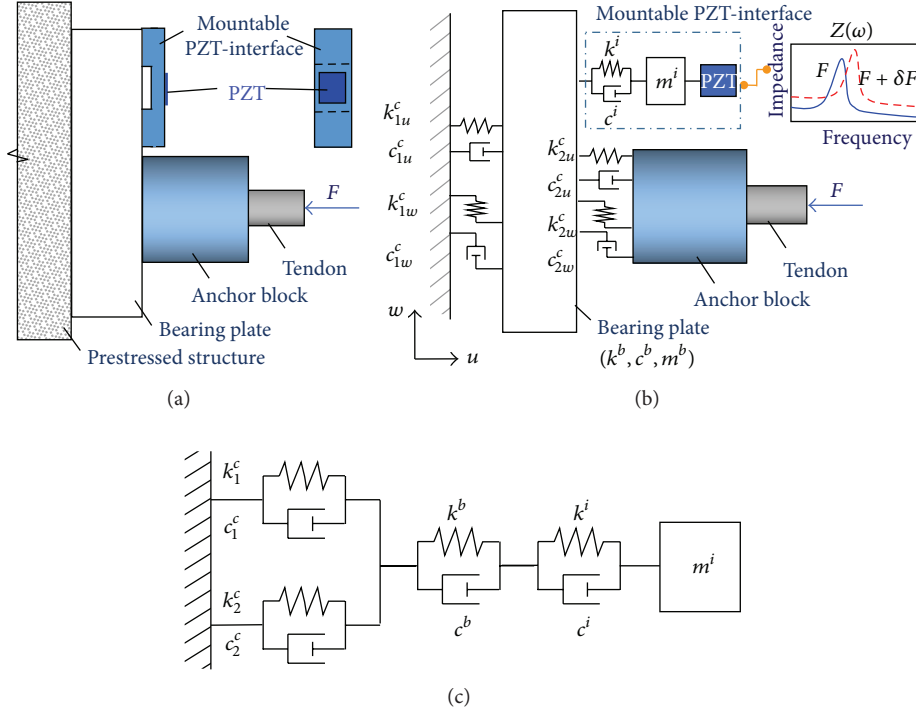 Mountable
PZT-interface
PZT
F
Tendon
Anchor block
Bearing plate
Prestressed structure
(a)
Mountable PZT-interface
k^i
m^i
PZT
c^i
Z(ω)
F
F + δF
Impedance
Frequency
k^c_{1u}
c^c_{1u}
k^c_{1w}
c^c_{1w}
k^c_{2u}
c^c_{2u}
k^c_{2w}
c^c_{2w}
F
Tendon
Anchor block
Bearing plate
(k^b, c^b, m^b)
w
u
(b)
k^c_1
c^c_1
k^c_2
c^c_2
k^b
c^b
k^i
c^i
m^i
(c)